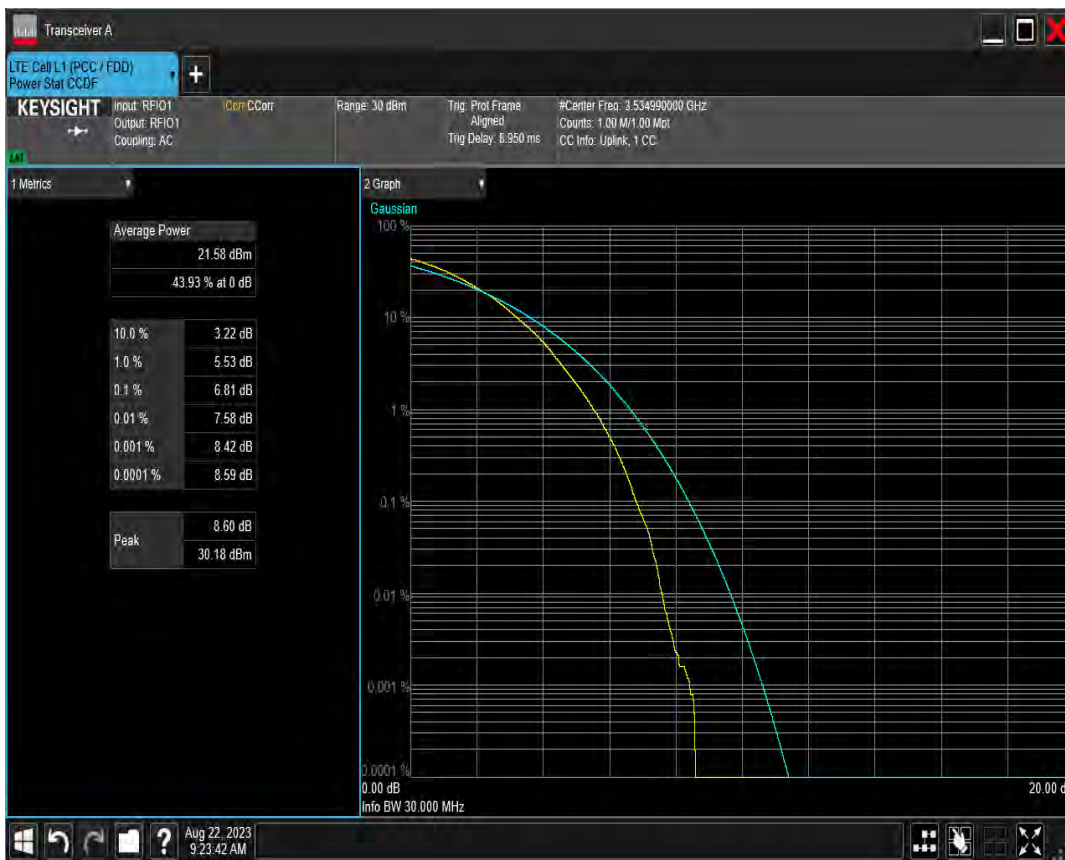 Transceiver A
LTE Cell L1 (PCC / FDD)
Power Stat CCDF
+
KEYSIGHT
Input: RFIO1
Output: RFIO1
Coupling: AC
Corr CCorr
Range: 30 dBm
Trig: Prot Frame
Aligned
Trig Delay: 8.950 ms
#Center Freq: 3.534990000 GHz
Counts: 1.00 M/1.00 Mpt
CC Info: Uplink, 1 CC
1 Metrics
Average Power
21.58 dBm
43.93 % at 0 dB
10.0 % 3.22 dB
1.0 % 5.53 dB
0.1 % 6.81 dB
0.01 % 7.58 dB
0.001 % 8.42 dB
0.0001 % 8.59 dB
Peak
8.60 dB
30.18 dBm
2 Graph
Gaussian
100 %
10 %
1 %
0.1 %
0.01 %
0.001 %
0.0001 %
0.00 dB
20.00 d
Info BW 30.000 MHz
?
Aug 22, 2023
9:23:42 AM